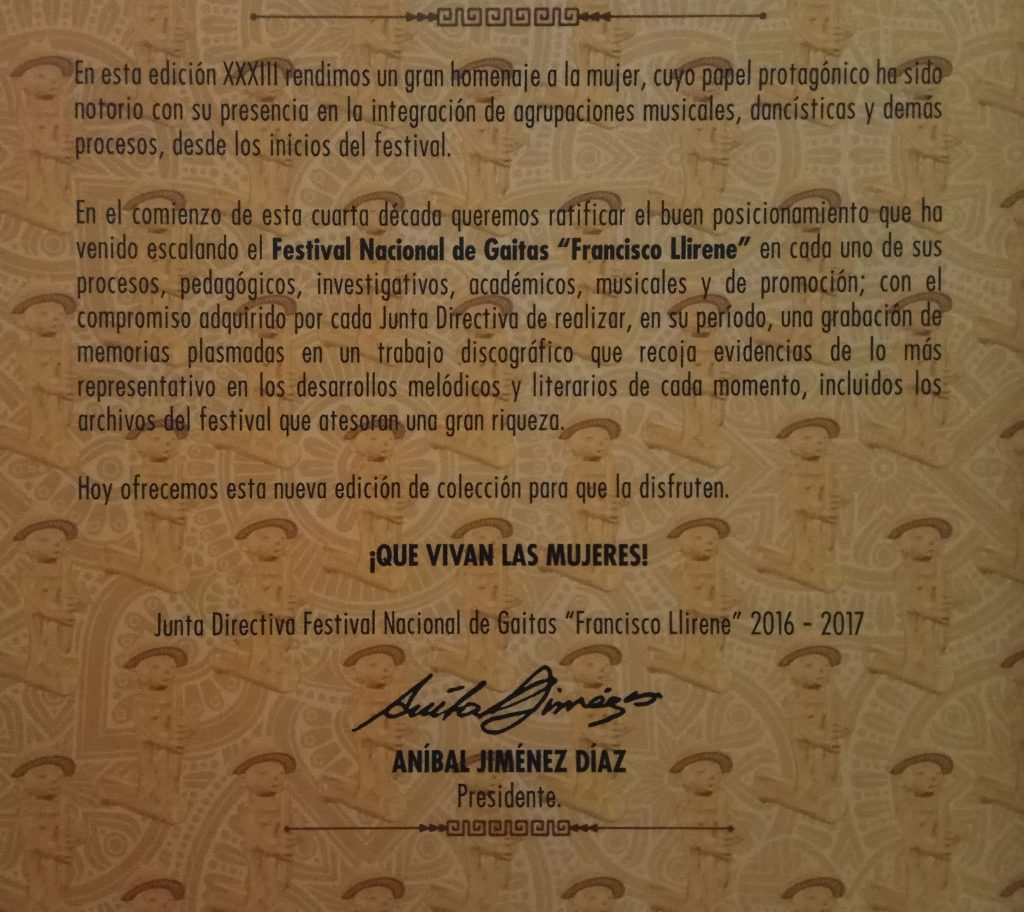 En esta edición XXXIII rendimos un gran homenaje a la mujer, cuyo papel protagónico ha sido
notorio con su presencia en la integración de agrupaciones musicales, dancísticas y demás
procesos, desde los inicios del festival.
En el comienzo de esta cuarta década queremos ratificar el buen posicionamiento que ha
venido escalando el Festival Nacional de Gaitas “Francisco Llirene” en cada uno de sus
procesos, pedagógicos, investigativos, académicos, musicales y de promoción; con el
compromiso adquirido por cada Junta Directiva de realizar, en su período, una grabación de
memorias plasmadas en un trabajo discográfico que recoja evidencias de lo más
representativo en los desarrollos melódicos y literarios de cada momento, incluidos los
archivos del festival que atesoran una gran riqueza.
Hoy ofrecemos esta nueva edición de colección para que la disfruten.
¡QUE VIVAN LAS MUJERES!
Junta Directiva Festival Nacional de Gaitas “Francisco Llirene” 2016 - 2017
ANÍBAL JIMÉNEZ DÍAZ
Presidente.